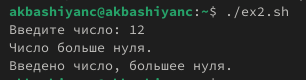 akbashiyanc@akbashiyanc:~$ ./ex2.sh
Введите число: 12
Число больше нуля.
Введено число, большее нуля.